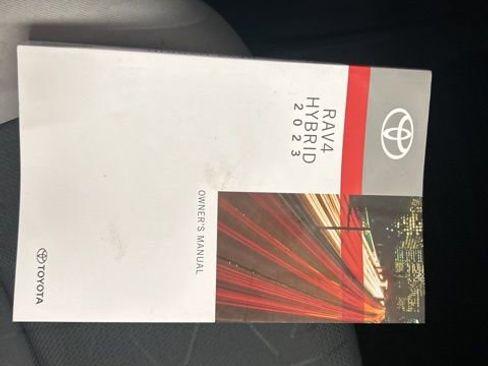 RAV4
HYBRID
2023
OWNER'S MANUAL
TOYOTA